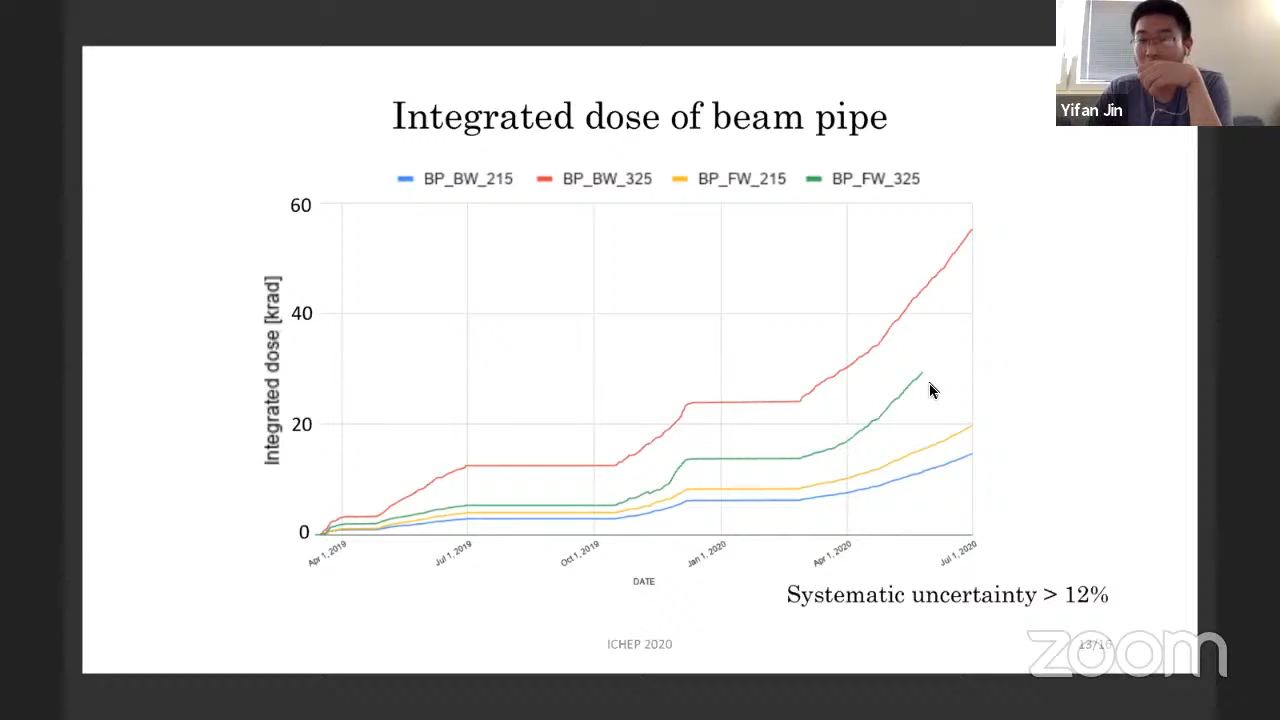 Yifan Jin
Integrated dose of beam pipe
BP_BW_215 BP_BW_325 BP_FW_215 BP_FW_325
60
40
20
0
Integrated dose [krad]
Apr 1, 2019 Jul 1, 2019 Oct 1, 2019 Jan 1, 2020 Apr 1, 2020 Jul 1, 2020
DATE
Systematic uncertainty > 12%
ICHEP 2020
zoom